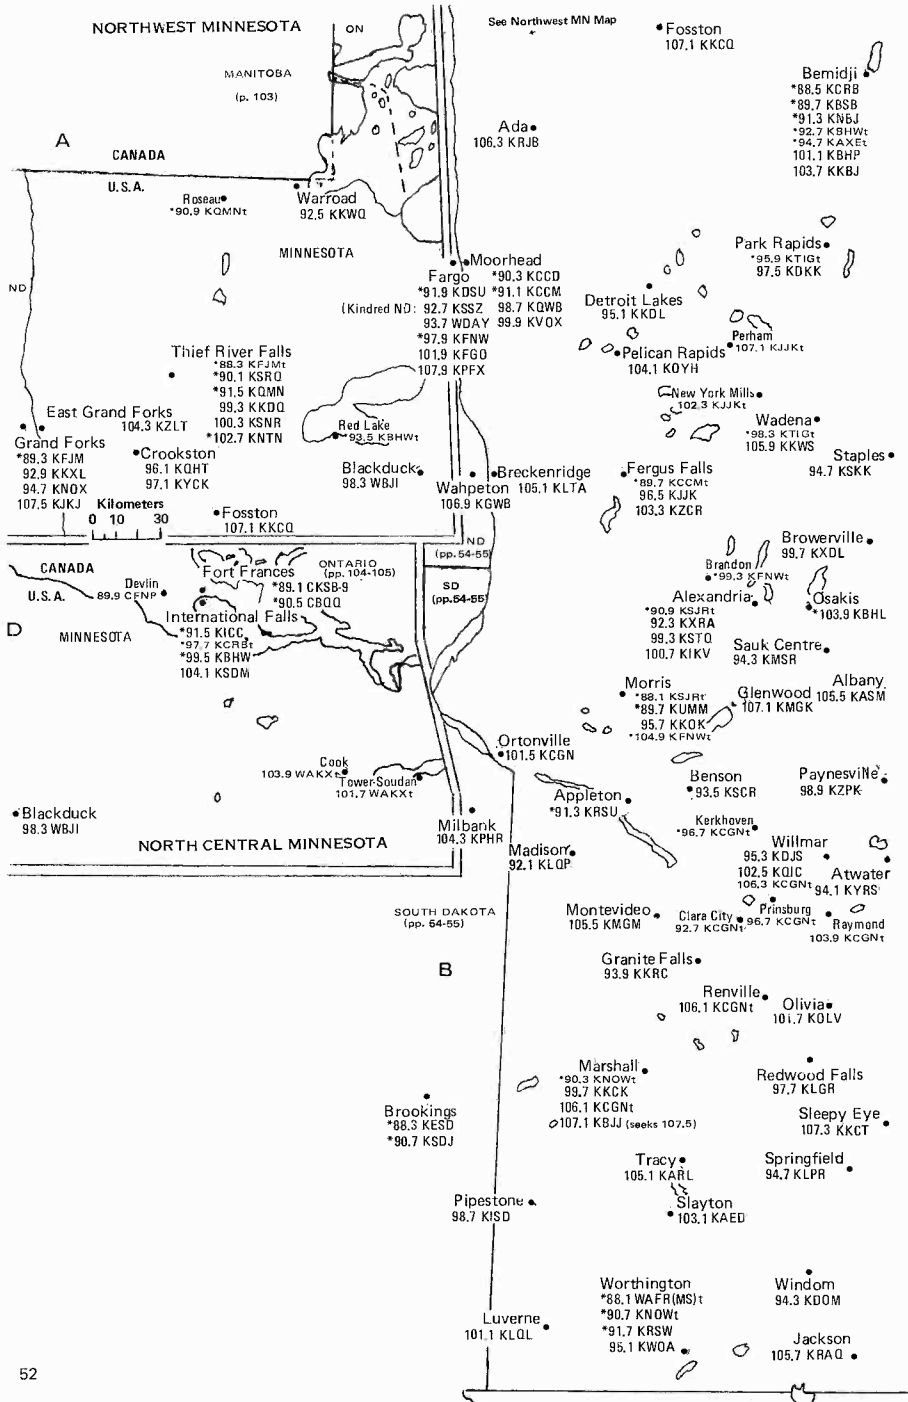 NORTHWEST MINNESOTA
ON
See Northwest MN Map
MANITOBA
(p. 103)
A
CANADA
U.S.A.
Roseau
*90.9 KQMNt
Warroad
92.5 KKWQ
MINNESOTA
ND
Thief River Falls
*88.3 KFJMt
*90.1 KSRQ
*91.5 KQMN
99.3 KKDQ
100.3 KSNR
*102.7 KNTN
East Grand Forks
104.3 KZLT
Grand Forks
*89.3 KFJM
92.9 KKXL
94.7 KNOX
107.5 KJKJ
Crookston
96.1 KQHT
97.1 KYCK
Red Lake
*93.5 KBHWt
Blackduck
98.3 WBJI
Kilometers
0 10 30
Fosston
107.1 KKCQ
Fosston
107.1 KKCQ
Bemidji
*88.5 KCRB
*89.7 KBSB
*91.3 KNBJ
*92.7 KBHWt
*94.7 KAXEt
101.1 KBHP
103.7 KKBJ
Ada
106.3 KRJB
Moorhead
*90.3 KCCD
*91.1 KCCM
98.7 KQWB
99.9 KVOX
Fargo
*91.9 KDSU
(Kindred ND: 92.7 KSSZ
93.7 WDAY
*97.9 KFNW
101.9 KFGO
107.9 KPFX
Park Rapids
*95.9 KTIGt
97.5 KDKK
Detroit Lakes
95.1 KKDL
Perham
107.1 KJJKt
Pelican Rapids
104.1 KOYH
New York Mills
102.3 KJJKt
Wadena
*98.3 KTIGt
105.9 KKWS
Staples
94.7 KSKK
Wahpeton
106.9 KGWB
Breckenridge
105.1 KLTA
Fergus Falls
*89.7 KCCMt
96.5 KJJK
103.3 KZCR
Browerville
99.7 KXDL
Brandon
*99.3 KFNWt
Alexandria
*90.9 KSJRt
92.3 KXRA
99.3 KSTQ
100.7 KIKV
Osakis
*103.9 KBHL
Sauk Centre
94.3 KMSR
Albany
105.5 KASM
Morris
*88.1 KSJRt
*89.7 KUMM
95.7 KKOK
*104.9 KFNWt
Glenwood
107.1 KMGK
ND
(pp. 54-55)
SD
(pp.54-55)
CANADA
U.S.A.
Devlin
89.9 CFNP
Fort Frances
*89.1 CKSB-9
*90.5 CBQQ
ONTARIO
(pp. 104-105)
D
MINNESOTA
International Falls
*91.5 KICC
*97.7 KCRBt
*99.5 KBHW
104.1 KSDM
Cook
103.9 WAKXt
Tower-Soudan
101.7 WAKXt
Blackduck
98.3 WBJI
NORTH CENTRAL MINNESOTA
Ortonville
101.5 KCGN
Benson
93.5 KSCR
Paynesville
98.9 KZPK
Appleton
*91.3 KRSU
Milbank
104.3 KPHR
Kerkhoven
*96.7 KCGNt
Madison
92.1 KLQP
Willmar
95.3 KDJS
102.5 KQIC
106.3 KCGNt
Atwater
94.1 KYRS
SOUTH DAKOTA
(pp. 54-55)
Montevideo
105.5 KMGM
Clara City
92.7 KCGNt
Prinsburg
96.7 KCGNt
Raymond
103.9 KCGNt
B
Granite Falls
93.9 KKRC
Renville
106.1 KCGNt
Olivia
101.7 KOLV
Marshall
*90.3 KNOWt
99.7 KKCK
106.1 KCGNt
107.1 KBJJ (seeks 107.5)
Redwood Falls
97.7 KLGR
Brookings
*88.3 KESD
*90.7 KSDJ
Sleepy Eye
107.3 KKCT
Tracy
105.1 KARL
Springfield
94.7 KLPR
Pipestone
98.7 KISD
Slayton
103.1 KAED
Worthington
*88.1 WAFR(MS)t
*90.7 KNOWt
*91.7 KRSW
95.1 KWOA
Windom
94.3 KDOM
Luverne
101.1 KLQL
Jackson
105.7 KRAQ
52